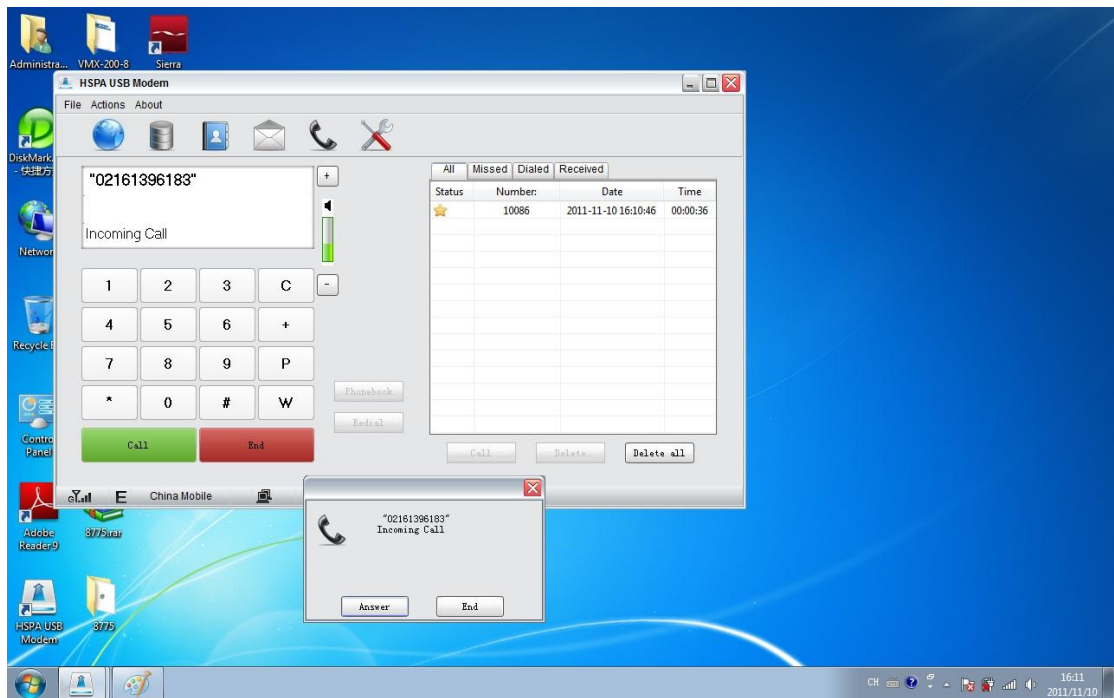 Administra...
VMX-200-8
Sierra
HSPA USB Modem
File Actions About
DiskMark.
- 快捷方
"02161396183"
Incoming Call
+
-
1 2 3 C
4 5 6 +
7 8 9 P
* 0 # W
Call End
Phonebook
Redial
All Missed Dialed Received
Status Number: Date Time
10086 2011-11-10 16:10:46 00:00:36
Call Delete Delete all
G E China Mobile
"02161396183"
Incoming Call
Answer End
Networ
Recycle B
Contro
Panel
Adobe
Reader 9
8775.rar
HSPA USB
Modem
8775
CH
16:11
2011/11/10